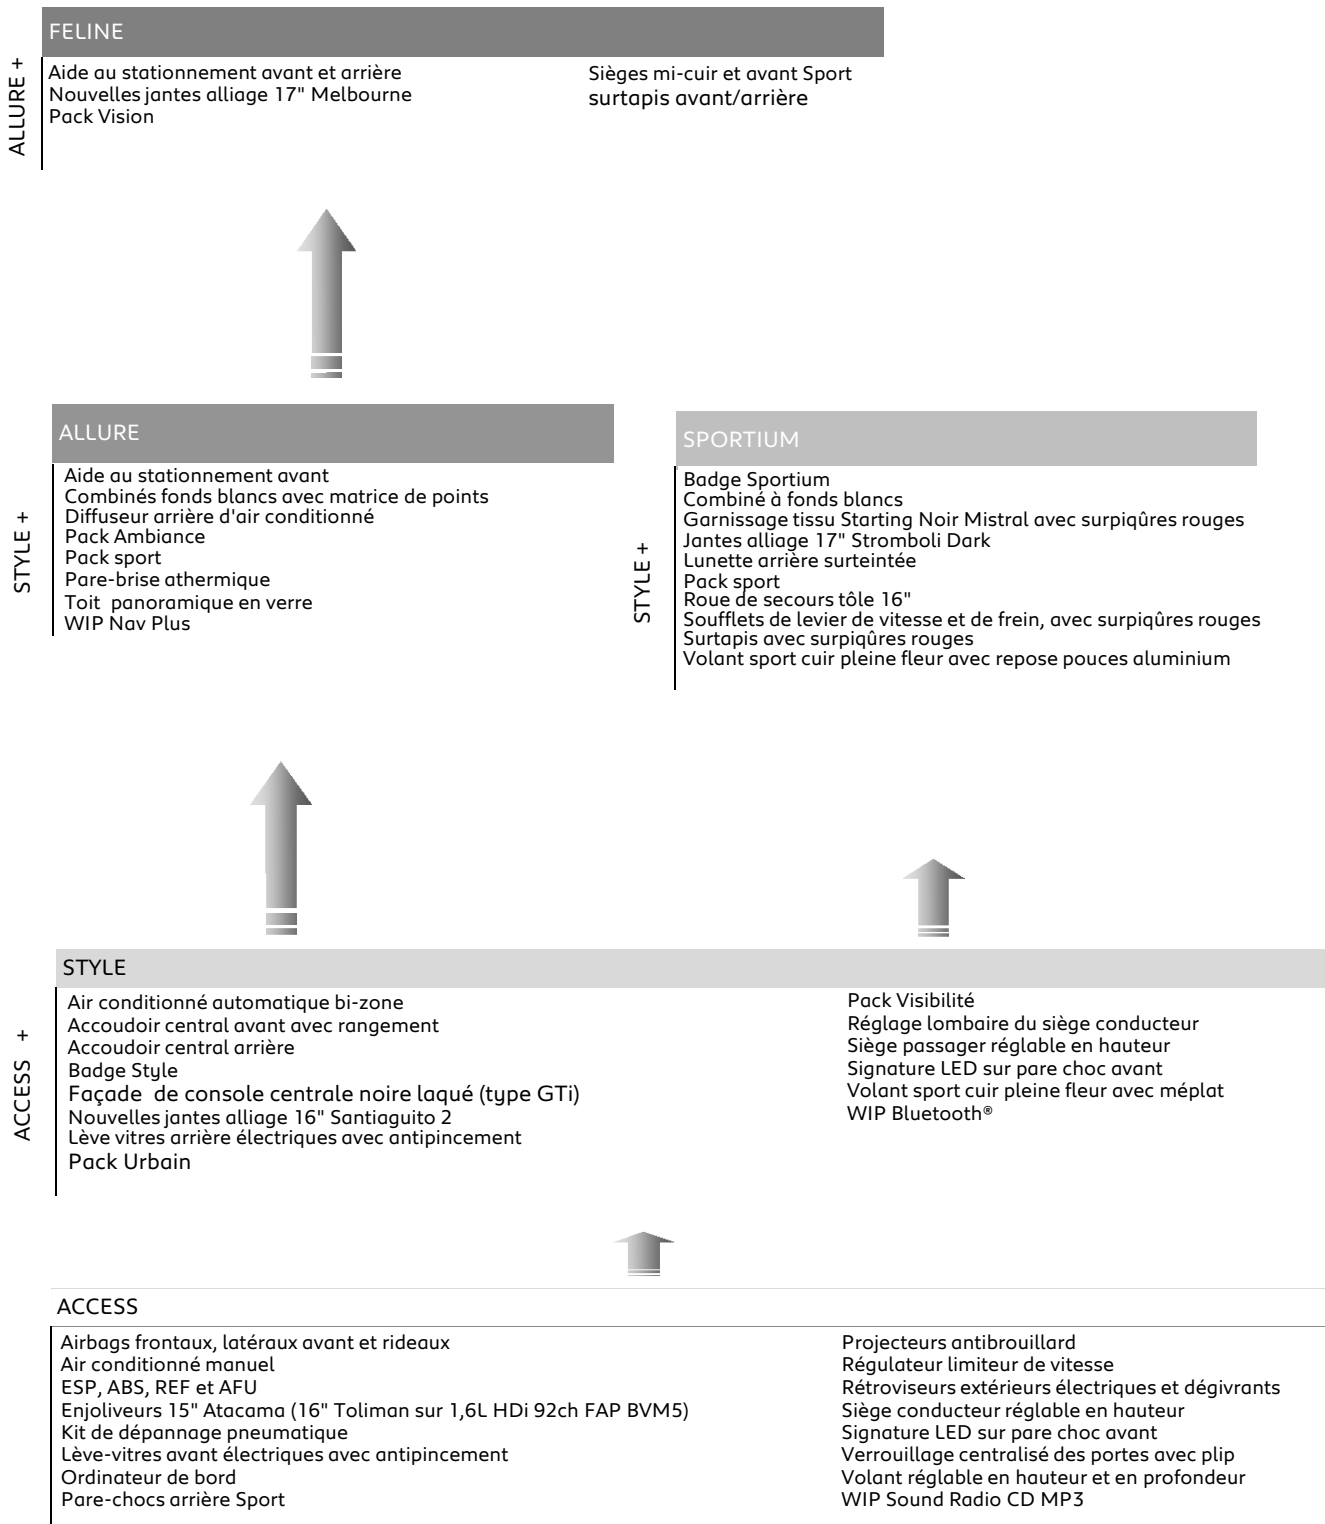 FELINE
ALLURE +
Aide au stationnement avant et arrière
Nouvelles jantes alliage 17" Melbourne
Pack Vision
Sièges mi-cuir et avant Sport
surtapis avant/arrière
ALLURE
STYLE +
Aide au stationnement avant
Combinés fonds blancs avec matrice de points
Diffuseur arrière d'air conditionné
Pack Ambiance
Pack sport
Pare-brise athermique
Toit panoramique en verre
WIP Nav Plus
SPORTIUM
STYLE +
Badge Sportium
Combiné à fonds blancs
Garnissage tissu Starting Noir Mistral avec surpiqûres rouges
Jantes alliage 17" Stromboli Dark
Lunette arrière surteintée
Pack sport
Roue de secours tôle 16"
Soufflets de levier de vitesse et de frein, avec surpiqûres rouges
Surtapis avec surpiqûres rouges
Volant sport cuir pleine fleur avec repose pouces aluminium
STYLE
ACCESS +
Air conditionné automatique bi-zone
Accoudoir central avant avec rangement
Accoudoir central arrière
Badge Style
Façade de console centrale noire laqué (type GTi)
Nouvelles jantes alliage 16" Santiaguito 2
Lève vitres arrière électriques avec antipincement
Pack Urbain
Pack Visibilité
Réglage lombaire du siège conducteur
Siège passager réglable en hauteur
Signature LED sur pare choc avant
Volant sport cuir pleine fleur avec méplat
WIP Bluetooth®
ACCESS
Airbags frontaux, latéraux avant et rideaux
Air conditionné manuel
ESP, ABS, REF et AFU
Enjoliveurs 15" Atacama (16" Toliman sur 1,6L HDi 92ch FAP BVM5)
Kit de dépannage pneumatique
Lève-vitres avant électriques avec antipincement
Ordinateur de bord
Pare-chocs arrière Sport
Projecteurs antibrouillard
Régulateur limiteur de vitesse
Rétroviseurs extérieurs électriques et dégivrants
Siège conducteur réglable en hauteur
Signature LED sur pare choc avant
Verrouillage centralisé des portes avec plip
Volant réglable en hauteur et en profondeur
WIP Sound Radio CD MP3